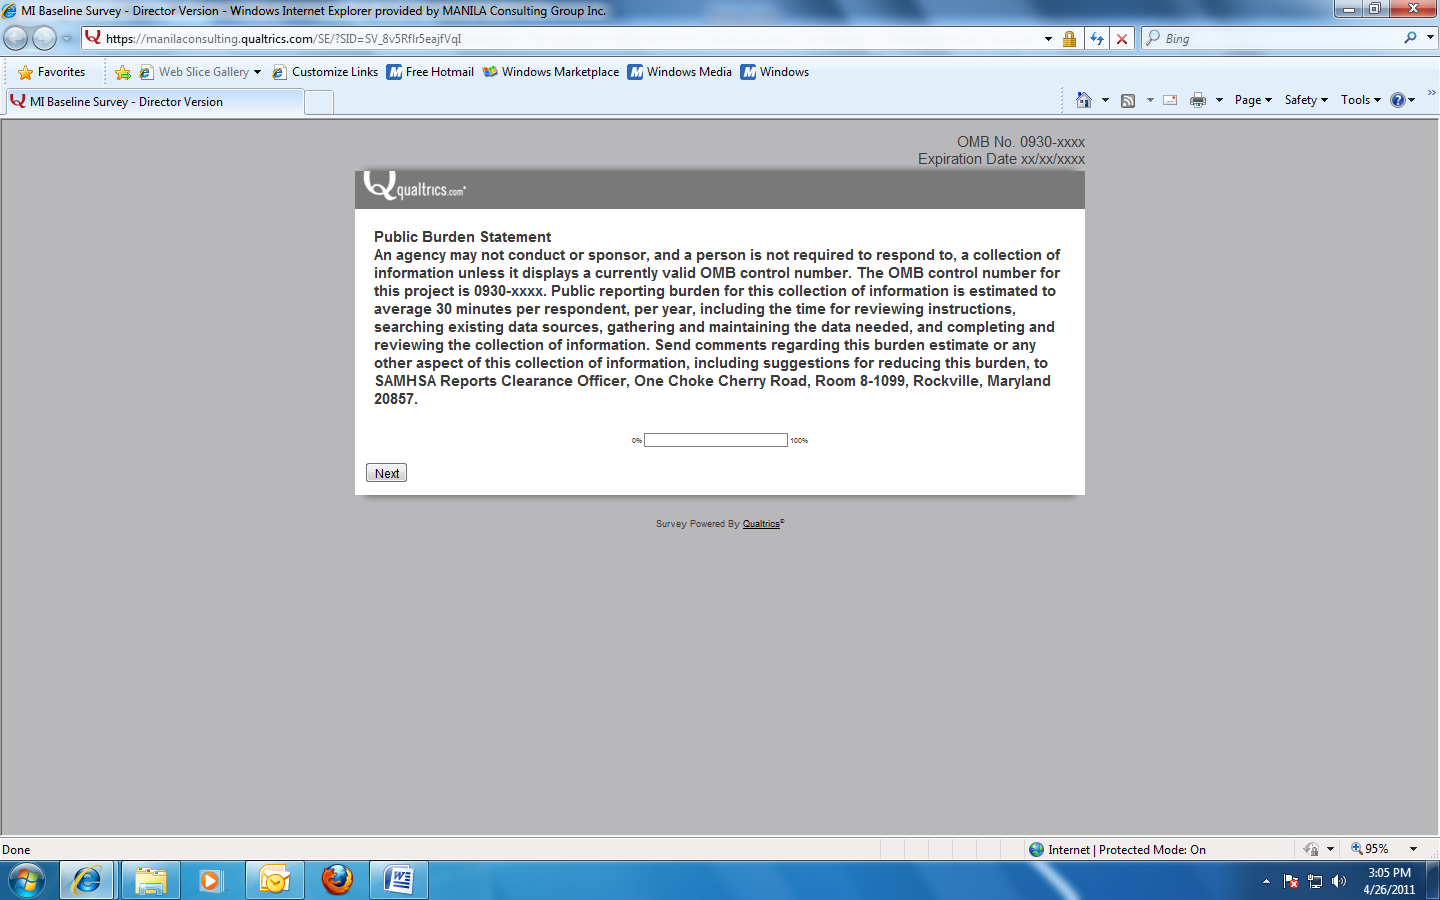 MI Baseline Survey - Director Version - Windows Internet Explorer provided by MANILA Consulting Group Inc.
https://manilaconsulting.qualtrics.com/SE/?SID=SV_8v5Rflr5eajfVqI
Bing
Favorites Web Slice Gallery Customize Links Free Hotmail Windows Marketplace Windows Media Windows
MI Baseline Survey - Director Version
Page Safety Tools
OMB No. 0930-xxxx
Expiration Date xx/xx/xxxx
qualtrics.com
Public Burden Statement
An agency may not conduct or sponsor, and a person is not required to respond to, a collection of
information unless it displays a currently valid OMB control number. The OMB control number for
this project is 0930-xxxx. Public reporting burden for this collection of information is estimated to
average 30 minutes per respondent, per year, including the time for reviewing instructions,
searching existing data sources, gathering and maintaining the data needed, and completing and
reviewing the collection of information. Send comments regarding this burden estimate or any
other aspect of this collection of information, including suggestions for reducing this burden, to
SAMHSA Reports Clearance Officer, One Choke Cherry Road, Room 8-1099, Rockville, Maryland
20857.
0% 100%
Next
Survey Powered By Qualtrics©
Done
Internet | Protected Mode: On
95%
3:05 PM
4/26/2011